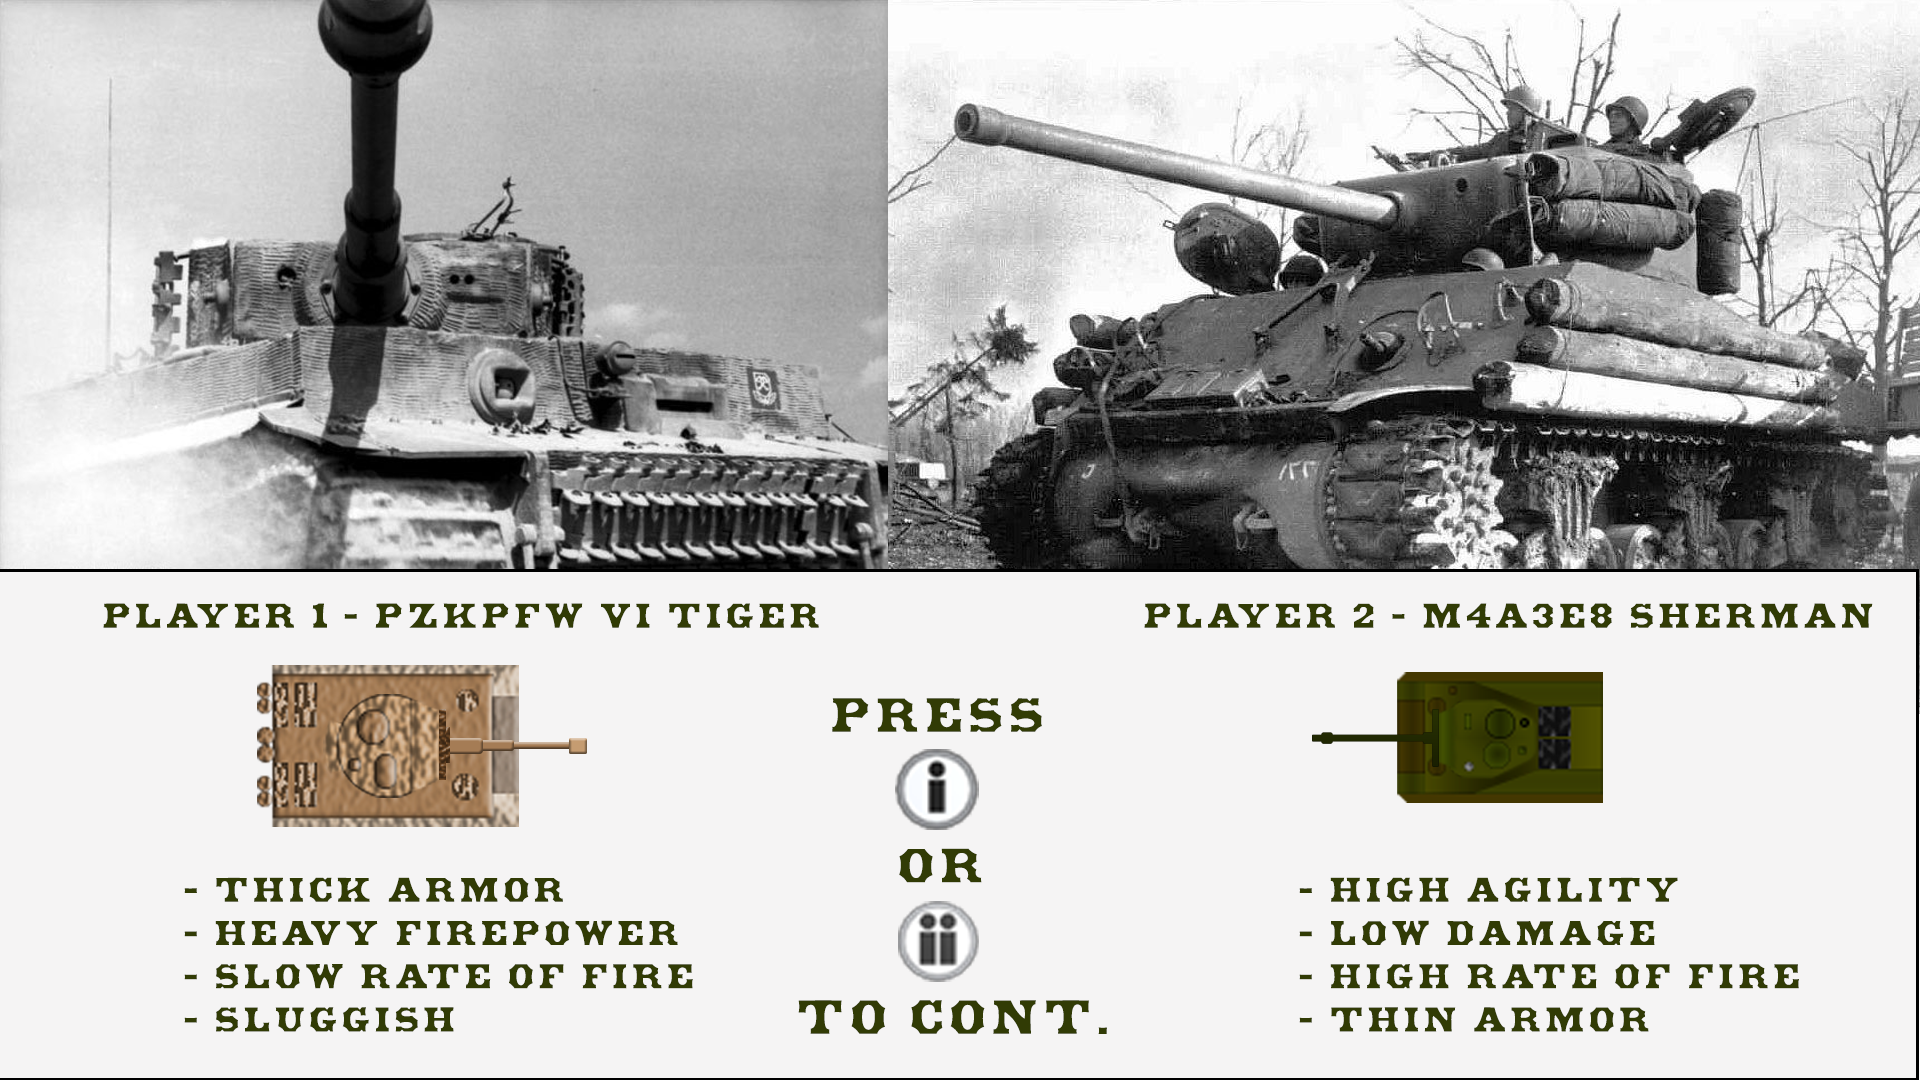 PLAYER 1 - PZKPFW VI TIGER
PLAYER 2 - M4A3E8 SHERMAN
PRESS
i
OR
ii
TO CONT.
- THICK ARMOR
- HEAVY FIREPOWER
- SLOW RATE OF FIRE
- SLUGGISH
- HIGH AGILITY
- LOW DAMAGE
- HIGH RATE OF FIRE
- THIN ARMOR